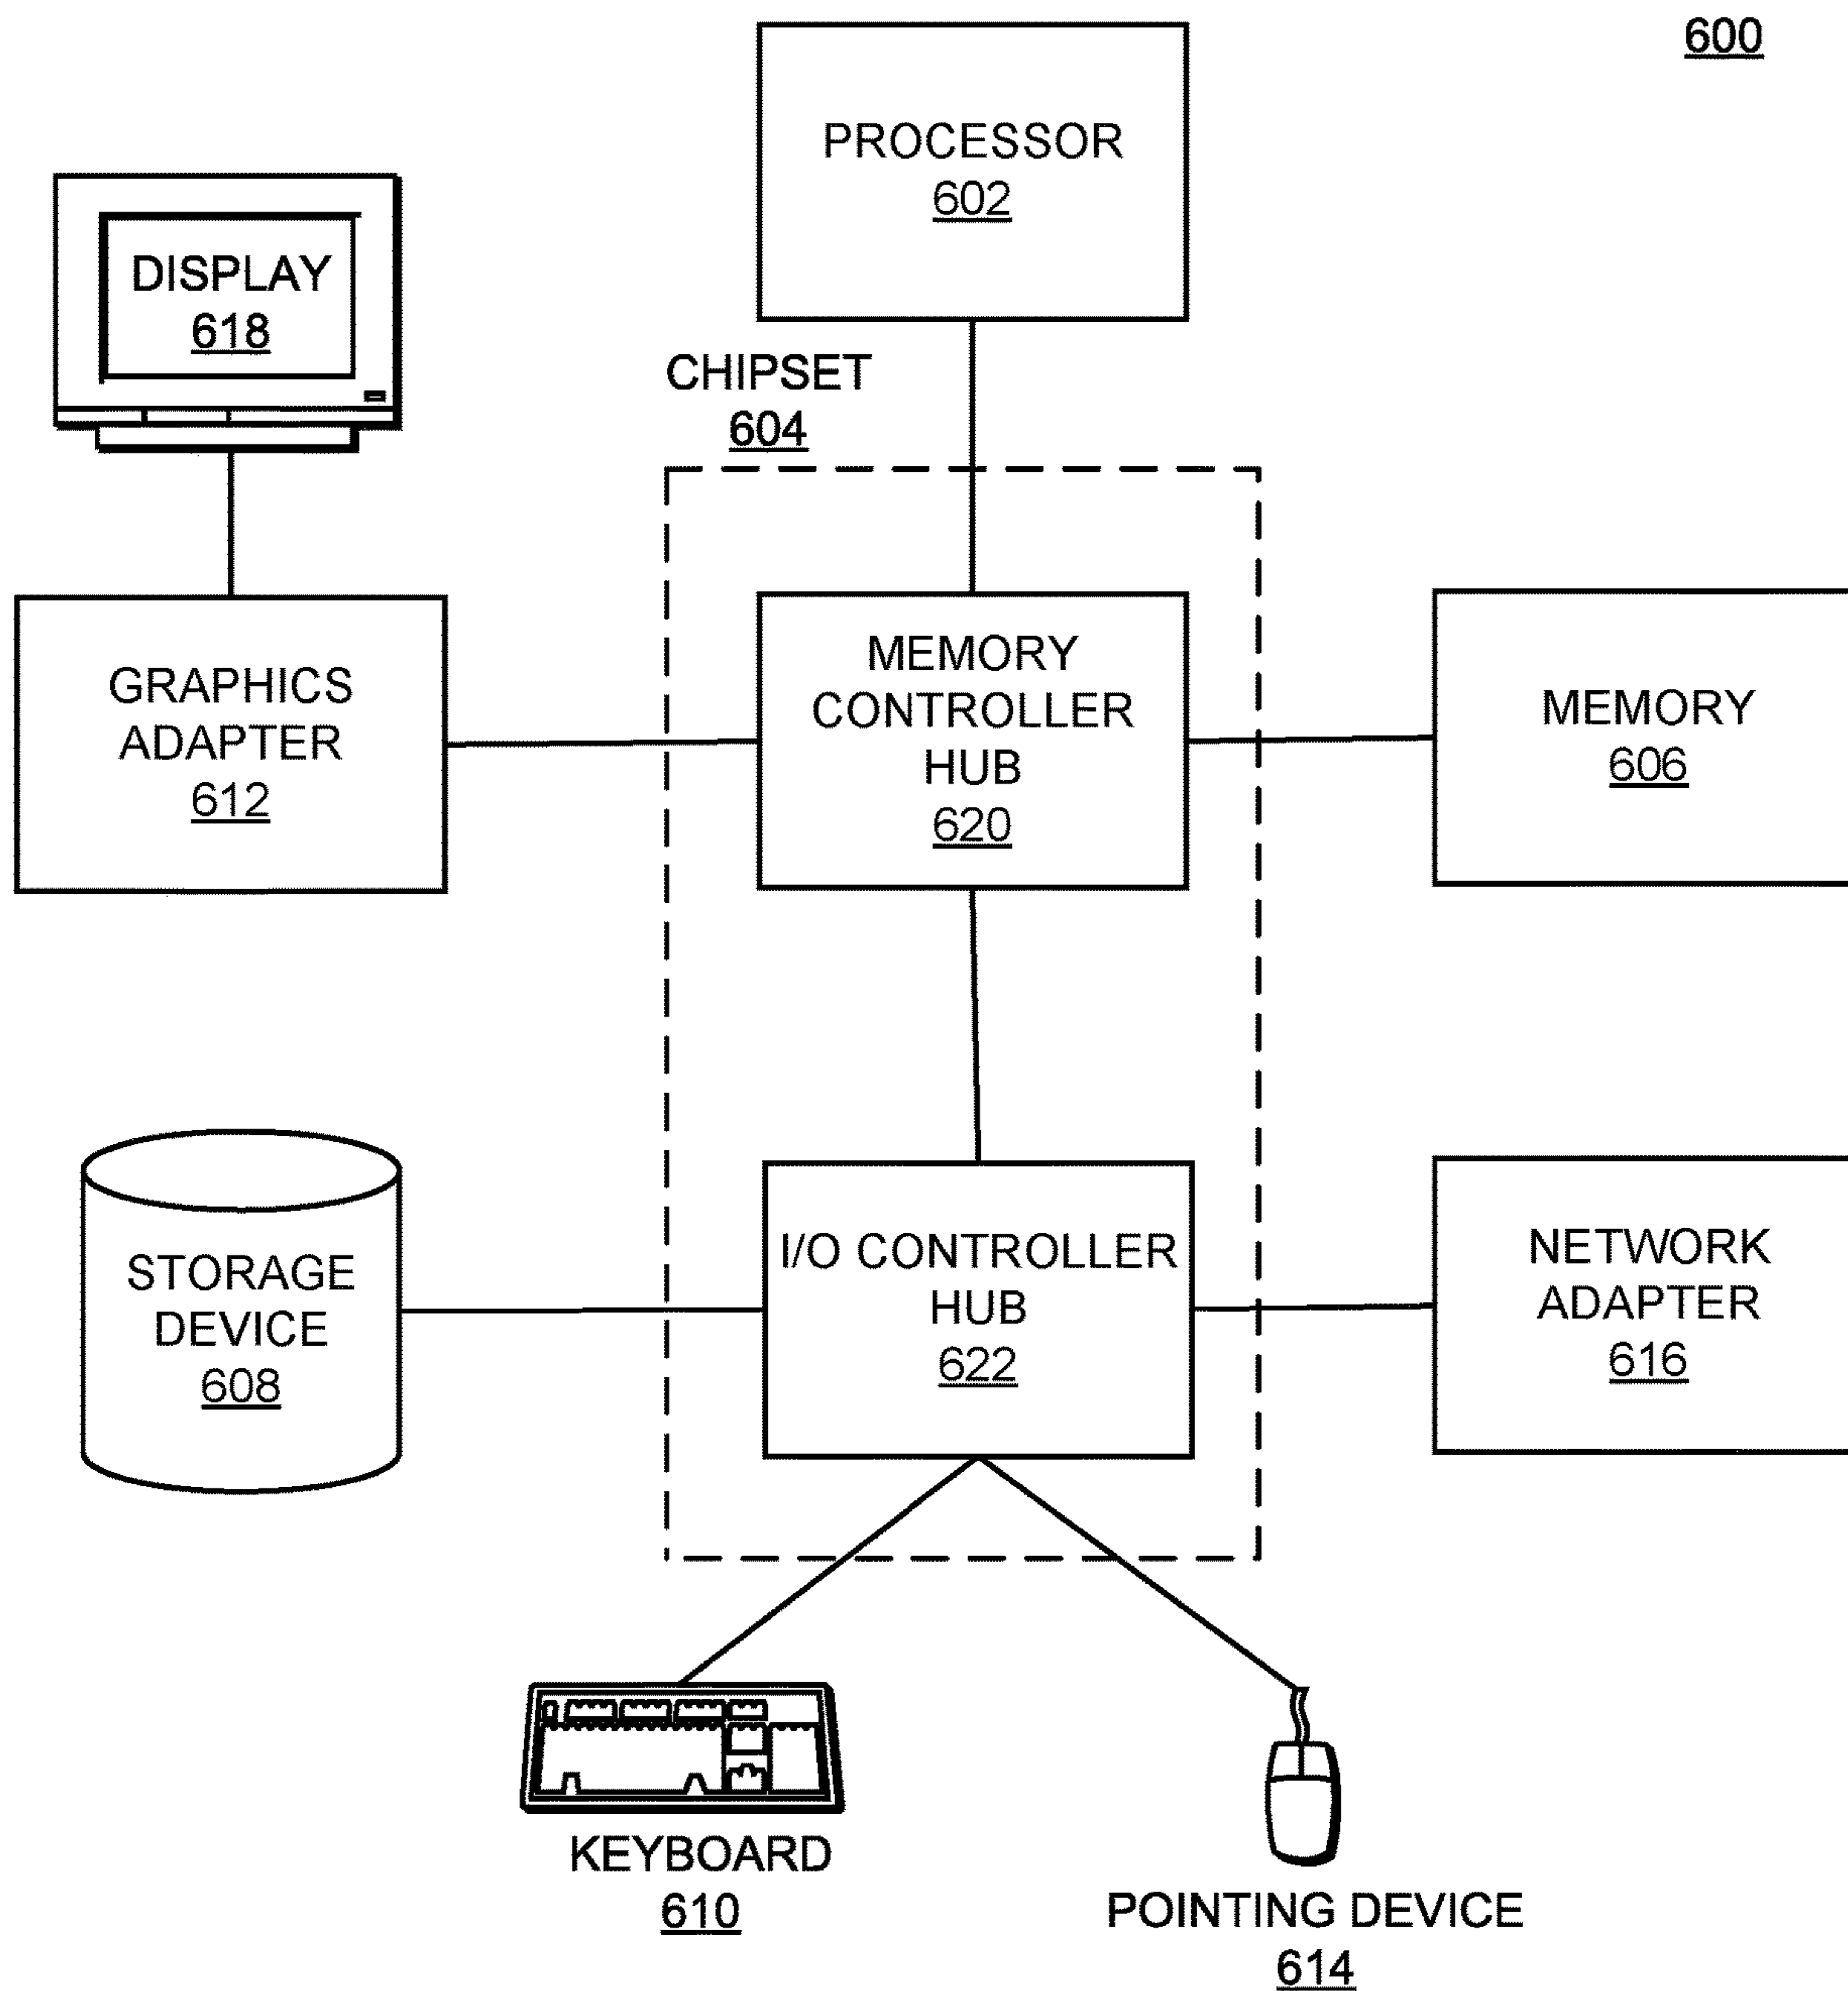 600
PROCESSOR
602
DISPLAY
618
CHIPSET
604
GRAPHICS
ADAPTER
612
MEMORY
CONTROLLER
HUB
620
MEMORY
606
STORAGE
DEVICE
608
I/O CONTROLLER
HUB
622
NETWORK
ADAPTER
616
KEYBOARD
610
POINTING DEVICE
614